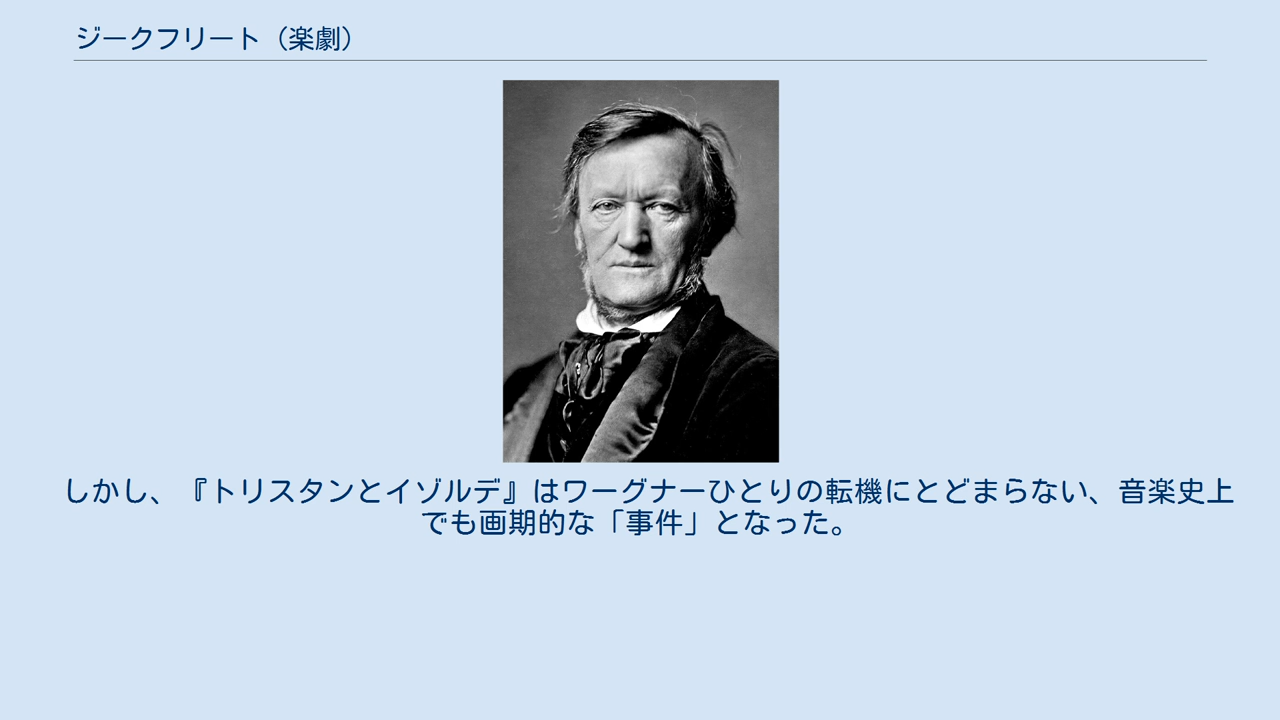 ジークフリート（楽劇）
しかし、『トリスタンとイゾルデ』はワーグナーひとりの転機にとどまらない、音楽史上
でも画期的な「事件」となった。